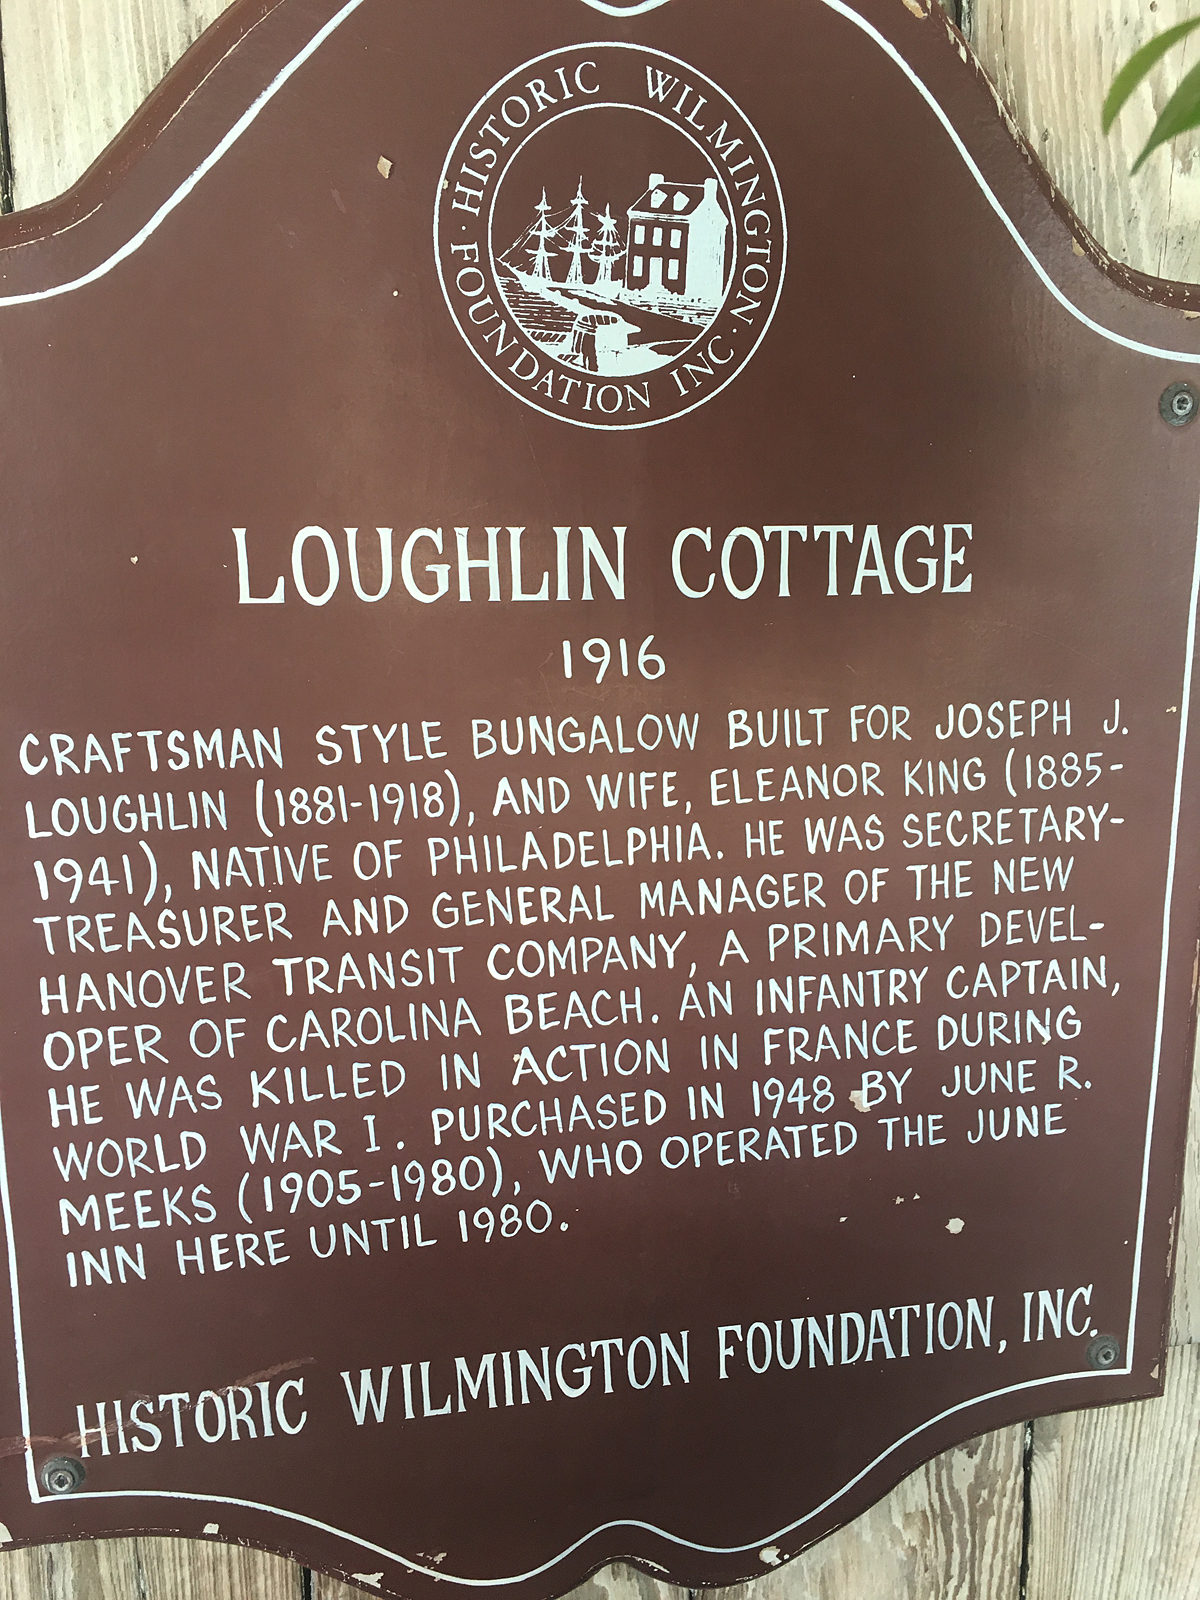 HISTORIC WILMINGTON
· FOUNDATION INC ·
LOUGHLIN COTTAGE
1916
CRAFTSMAN STYLE BUNGALOW BUILT FOR JOSEPH J.
LOUGHLIN (1881-1918), AND WIFE, ELEANOR KING (1885-
1941), NATIVE OF PHILADELPHIA. HE WAS SECRETARY-
TREASURER AND GENERAL MANAGER OF THE NEW
HANOVER TRANSIT COMPANY, A PRIMARY DEVEL-
OPER OF CAROLINA BEACH. AN INFANTRY CAPTAIN,
HE WAS KILLED IN ACTION IN FRANCE DURING
WORLD WAR I. PURCHASED IN 1948 BY JUNE R.
MEEKS (1905-1980), WHO OPERATED THE JUNE
INN HERE UNTIL 1980.
HISTORIC WILMINGTON FOUNDATION, INC.